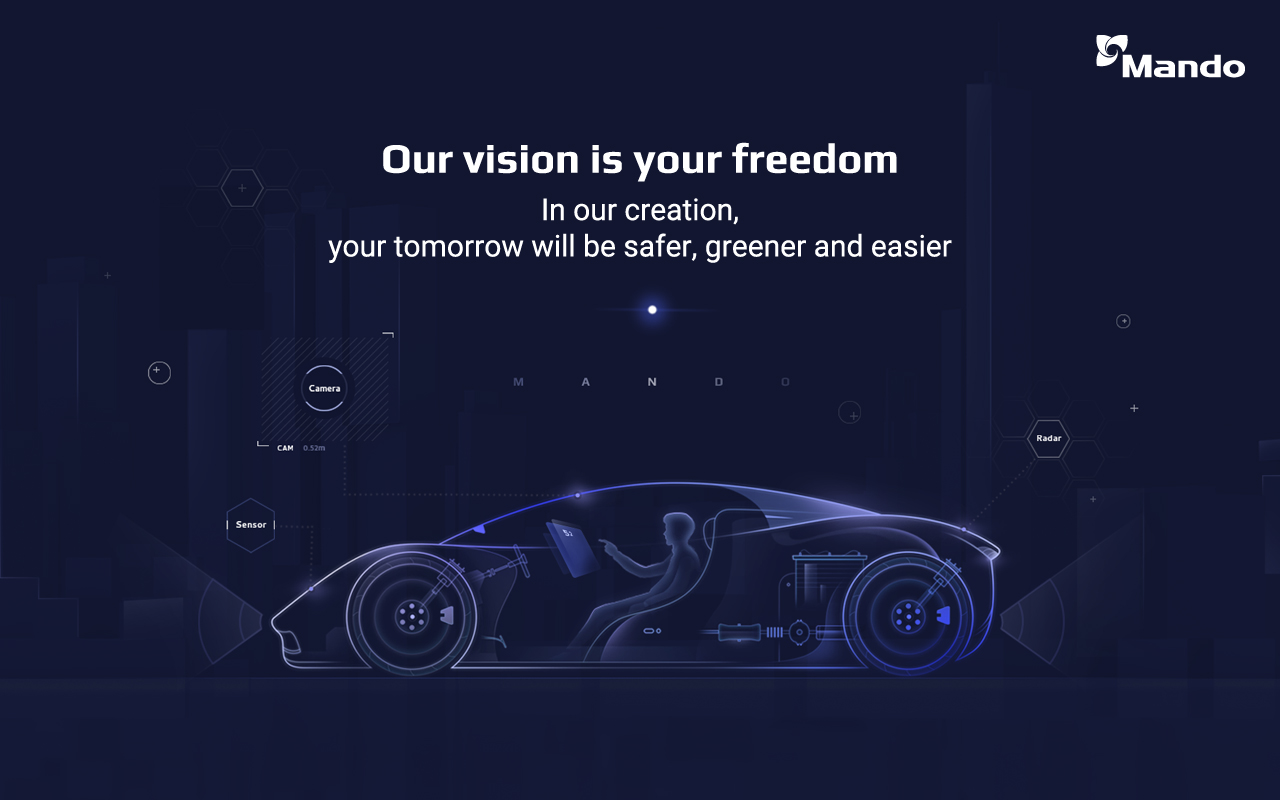 Mando
Our vision is your freedom
In our creation,
your tomorrow will be safer, greener and easier
M A N D O
Camera
CAM 0.52m
Radar
Sensor